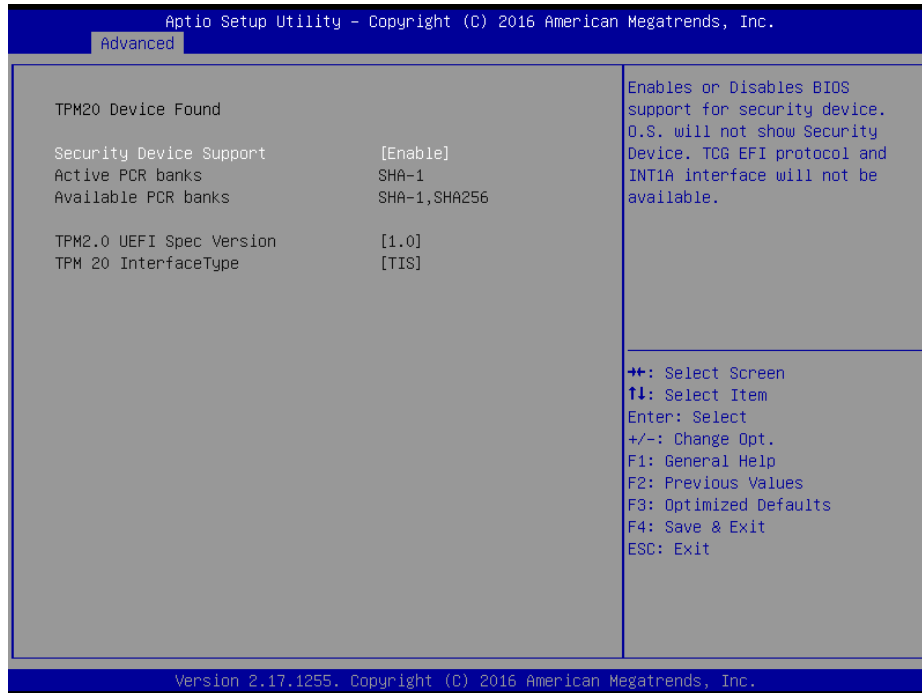 Aptio Setup Utility – Copyright (C) 2016 American Megatrends, Inc.
Advanced
TPM20 Device Found
Security Device Support [Enable]
Active PCR banks SHA-1
Available PCR banks SHA-1,SHA256
TPM2.0 UEFI Spec Version [1.0]
TPM 20 InterfaceType [TIS]
Enables or Disables BIOS
support for security device.
O.S. will not show Security
Device. TCG EFI protocol and
INT1A interface will not be
available.
→←: Select Screen
↑↓: Select Item
Enter: Select
+/-: Change Opt.
F1: General Help
F2: Previous Values
F3: Optimized Defaults
F4: Save & Exit
ESC: Exit
Version 2.17.1255. Copyright (C) 2016 American Megatrends, Inc.